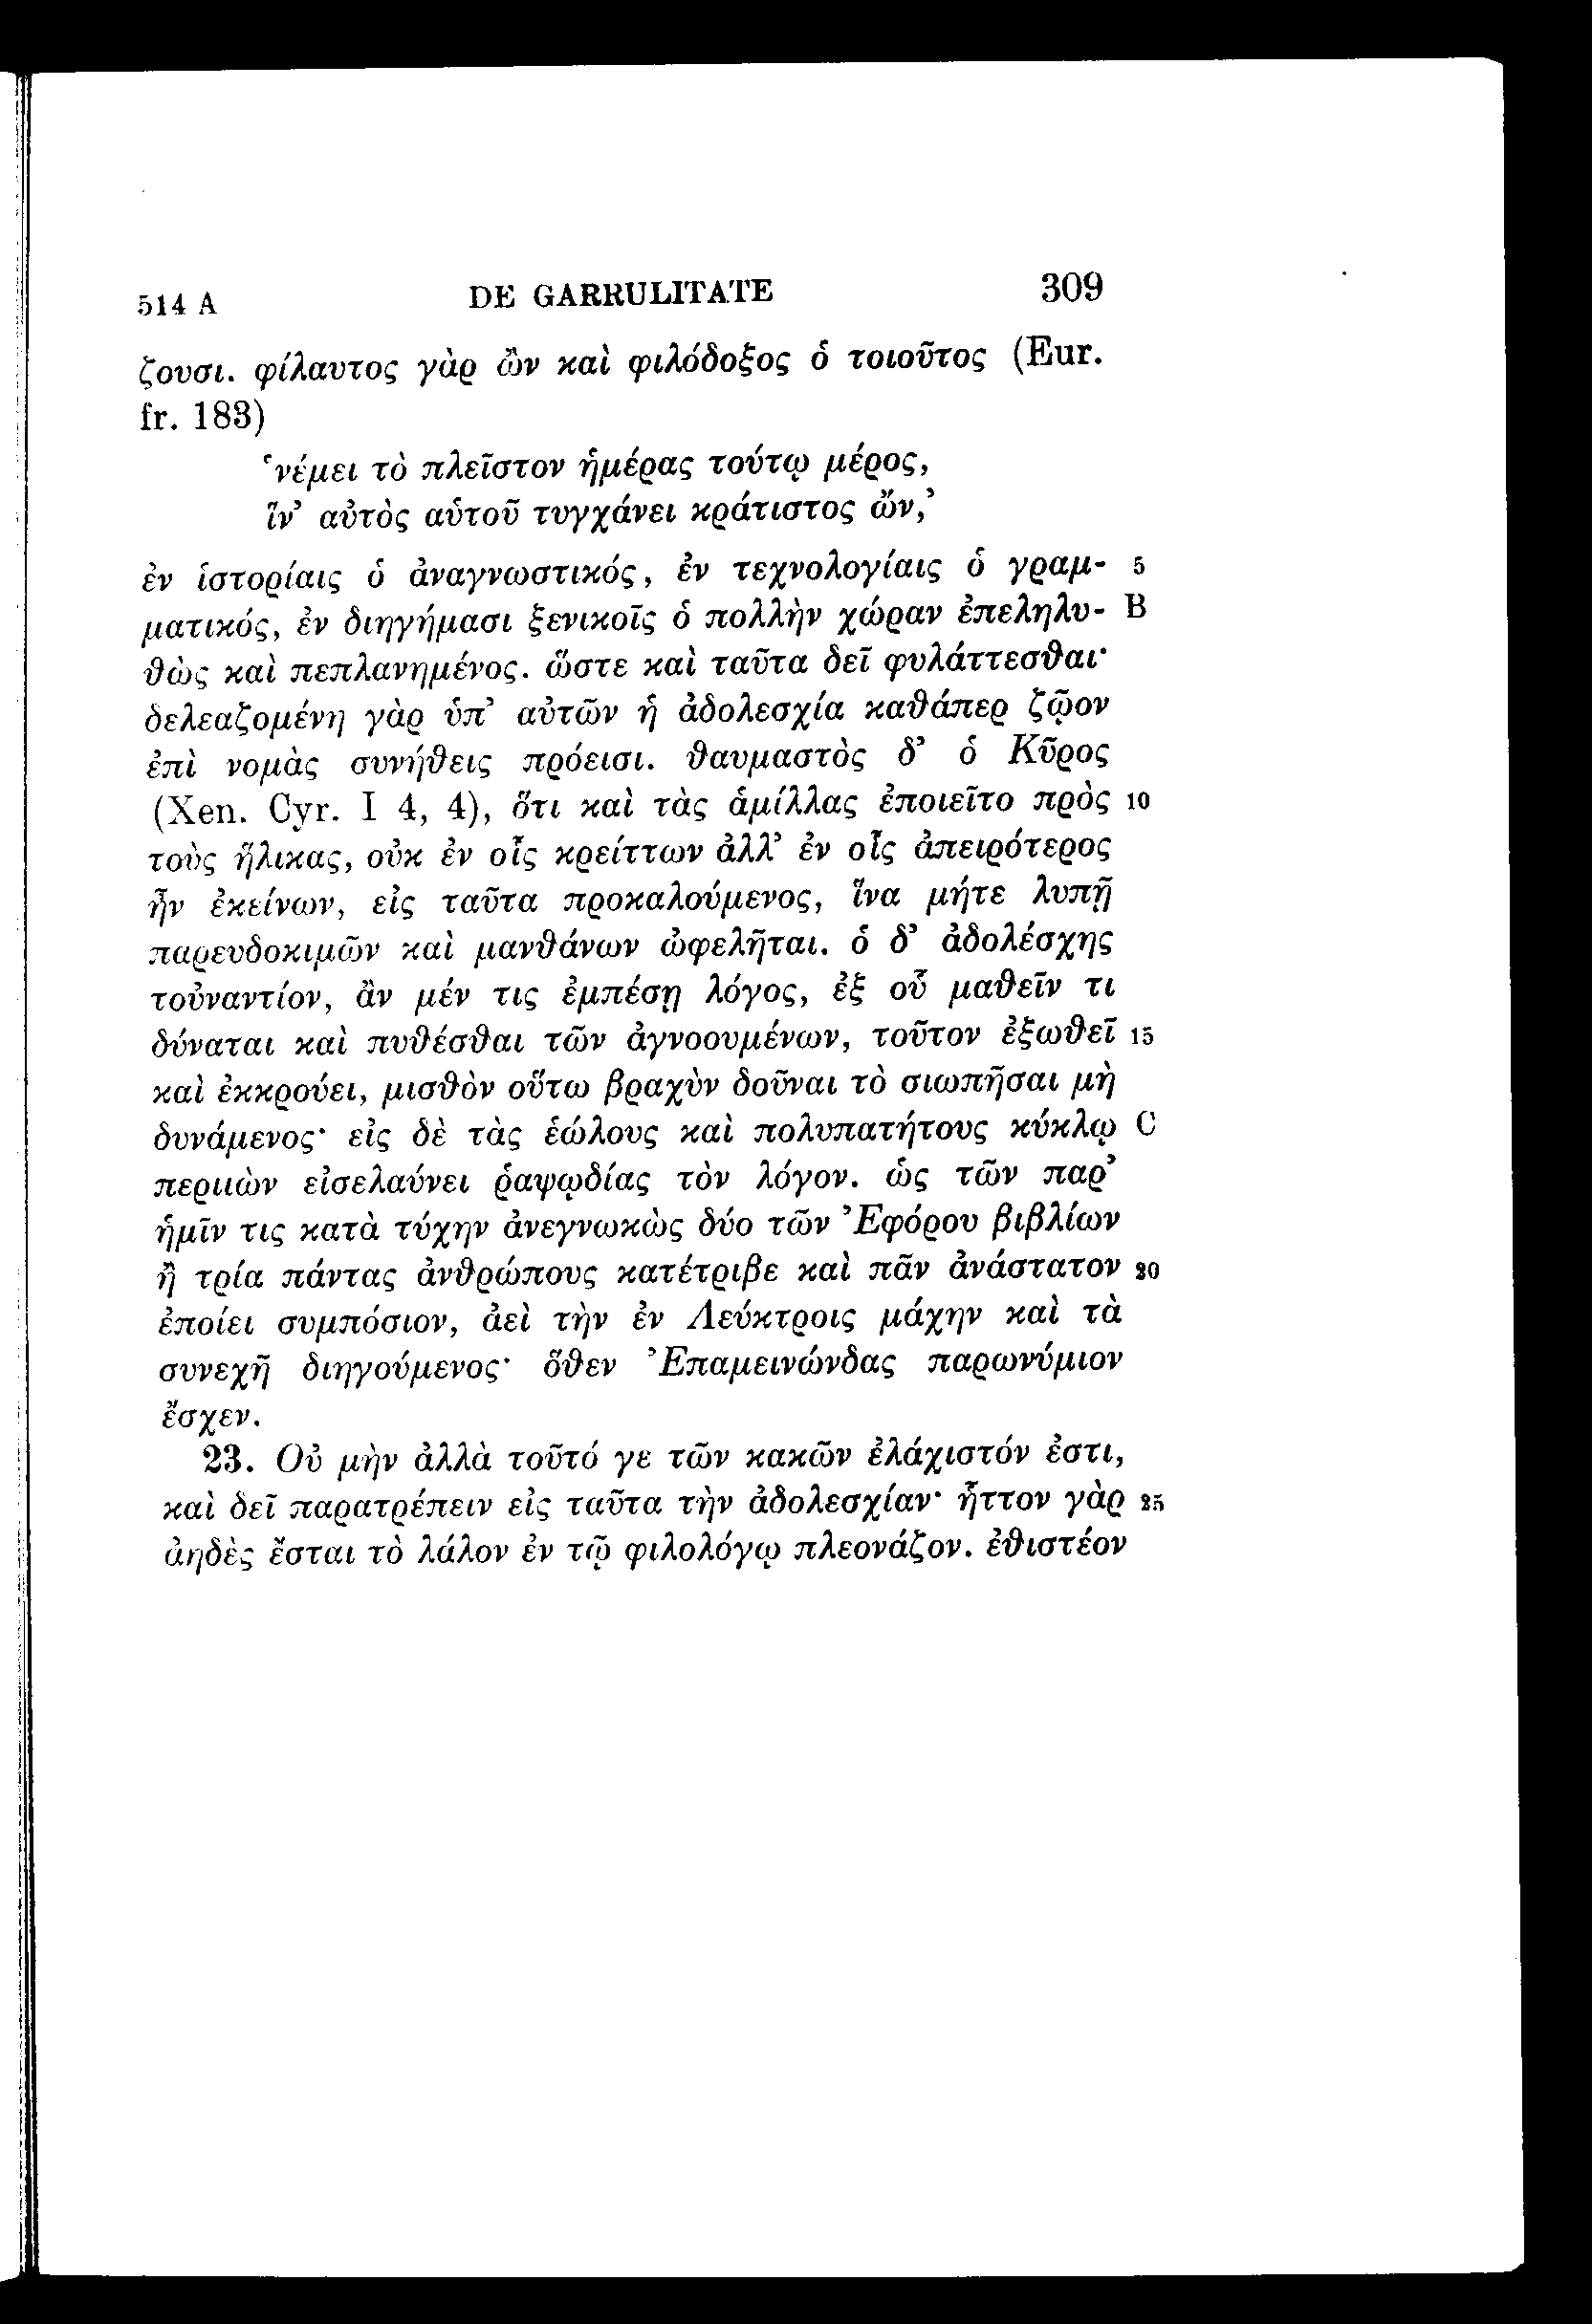 514 A DE GARRULITATE 309
ζουσι. φίλαυτος γὰρ ὢν καὶ φιλόδοξος ὁ τοιοῦτος (Eur.
fr. 183)
‘νέμει τὸ πλεῖστον ἡμέρας τούτῳ μέρος,
ἵν’ αὐτὸς αὑτοῦ τυγχάνει κράτιστος ὤν,’
ἐν ἱστορίαις ὁ ἀναγνωστικός, ἐν τεχνολογίαις ὁ γραμ- 5
ματικός, ἐν διηγήμασι ξενικοῖς ὁ πολλὴν χώραν ἐπεληλυ- B
θὼς καὶ πεπλανημένος. ὥστε καὶ ταῦτα δεῖ φυλάττεσθαι·
δελεαζομένη γὰρ ὑπ’ αὐτῶν ἡ ἀδολεσχία καθάπερ ζῷον
ἐπὶ νομὰς συνήθεις πρόεισι. θαυμαστὸς δ’ ὁ Κῦρος
(Xen. Cyr. I 4, 4), ὅτι καὶ τὰς ἁμίλλας ἐποιεῖτο πρὸς 10
τοὺς ἥλικας, οὐκ ἐν οἷς κρείττων ἀλλ’ ἐν οἷς ἀπειρότερος
ἦν ἐκείνων, εἰς ταῦτα προκαλούμενος, ἵνα μήτε λυπῇ
παρευδοκιμῶν καὶ μανθάνων ὠφελῆται. ὁ δ’ ἀδολέσχης
τοὐναντίον, ἂν μέν τις ἐμπέσῃ λόγος, ἐξ οὗ μαθεῖν τι
δύναται καὶ πυθέσθαι τῶν ἀγνοουμένων, τοῦτον ἐξωθεῖ 15
καὶ ἐκκρούει, μισθὸν οὕτω βραχὺν δοῦναι τὸ σιωπῆσαι μὴ
δυνάμενος· εἰς δὲ τὰς ἑώλους καὶ πολυπατήτους κύκλῳ C
περιιὼν εἰσελαύνει ῥαψῳδίας τὸν λόγον. ὡς τῶν παρ’
ἡμῖν τις κατὰ τύχην ἀνεγνωκὼς δύο τῶν Ἐφόρου βιβλίων
ἢ τρία πάντας ἀνθρώπους κατέτριβε καὶ πᾶν ἀνάστατον 20
ἐποίει συμπόσιον, ἀεὶ τὴν ἐν Λεύκτροις μάχην καὶ τὰ
συνεχῆ διηγούμενος· ὅθεν Ἐπαμεινώνδας παρωνύμιον
ἔσχεν.
23. Οὐ μὴν ἀλλὰ τοῦτό γε τῶν κακῶν ἐλάχιστόν ἐστι,
καὶ δεῖ παρατρέπειν εἰς ταῦτα τὴν ἀδολεσχίαν· ἧττον γὰρ 25
ἀηδὲς ἔσται τὸ λάλον ἐν τῷ φιλολόγῳ πλεονάζον. ἐθιστέον